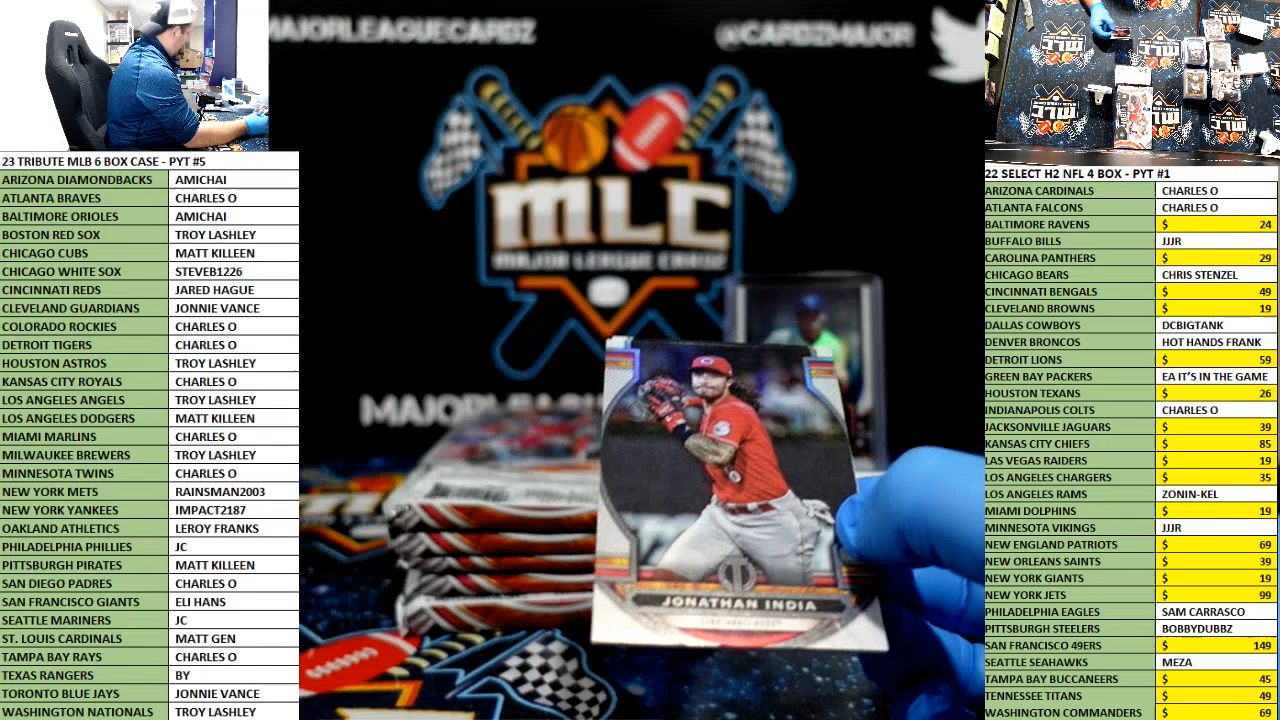 MAJORLEAGUECARDZ
@CARDZMAJOR
MLC
MAJOR LEAGUE CARDZ
MAJORLEAG
JONATHAN INDIA
CINCINNATI REDS
23 TRIBUTE MLB 6 BOX CASE - PYT #5
ARIZONA DIAMONDBACKS AMICHAI
ATLANTA BRAVES CHARLES O
BALTIMORE ORIOLES AMICHAI
BOSTON RED SOX TROY LASHLEY
CHICAGO CUBS MATT KILLEEN
CHICAGO WHITE SOX STEVEB1226
CINCINNATI REDS JARED HAGUE
CLEVELAND GUARDIANS JONNIE VANCE
COLORADO ROCKIES CHARLES O
DETROIT TIGERS CHARLES O
HOUSTON ASTROS TROY LASHLEY
KANSAS CITY ROYALS CHARLES O
LOS ANGELES ANGELS TROY LASHLEY
LOS ANGELES DODGERS MATT KILLEEN
MIAMI MARLINS CHARLES O
MILWAUKEE BREWERS TROY LASHLEY
MINNESOTA TWINS CHARLES O
NEW YORK METS RAINSMAN2003
NEW YORK YANKEES IMPACT2187
OAKLAND ATHLETICS LEROY FRANKS
PHILADELPHIA PHILLIES JC
PITTSBURGH PIRATES MATT KILLEEN
SAN DIEGO PADRES CHARLES O
SAN FRANCISCO GIANTS ELI HANS
SEATTLE MARINERS JC
ST. LOUIS CARDINALS MATT GEN
TAMPA BAY RAYS CHARLES O
TEXAS RANGERS BY
TORONTO BLUE JAYS JONNIE VANCE
WASHINGTON NATIONALS TROY LASHLEY
22 SELECT H2 NFL 4 BOX - PYT #1
ARIZONA CARDINALS CHARLES O
ATLANTA FALCONS CHARLES O
BALTIMORE RAVENS $ 24
BUFFALO BILLS JJJR
CAROLINA PANTHERS $ 29
CHICAGO BEARS CHRIS STENZEL
CINCINNATI BENGALS $ 49
CLEVELAND BROWNS $ 19
DALLAS COWBOYS DCBIGTANK
DENVER BRONCOS HOT HANDS FRANK
DETROIT LIONS $ 59
GREEN BAY PACKERS EA IT'S IN THE GAME
HOUSTON TEXANS $ 26
INDIANAPOLIS COLTS CHARLES O
JACKSONVILLE JAGUARS $ 39
KANSAS CITY CHIEFS $ 85
LAS VEGAS RAIDERS $ 19
LOS ANGELES CHARGERS $ 35
LOS ANGELES RAMS ZONIN-KEL
MIAMI DOLPHINS $ 19
MINNESOTA VIKINGS JJJR
NEW ENGLAND PATRIOTS $ 69
NEW ORLEANS SAINTS $ 39
NEW YORK GIANTS $ 19
NEW YORK JETS $ 99
PHILADELPHIA EAGLES SAM CARRASCO
PITTSBURGH STEELERS BOBBYDUBBZ
SAN FRANCISCO 49ERS $ 149
SEATTLE SEAHAWKS MEZA
TAMPA BAY BUCCANEERS $ 45
TENNESSEE TITANS $ 49
WASHINGTON COMMANDERS $ 69